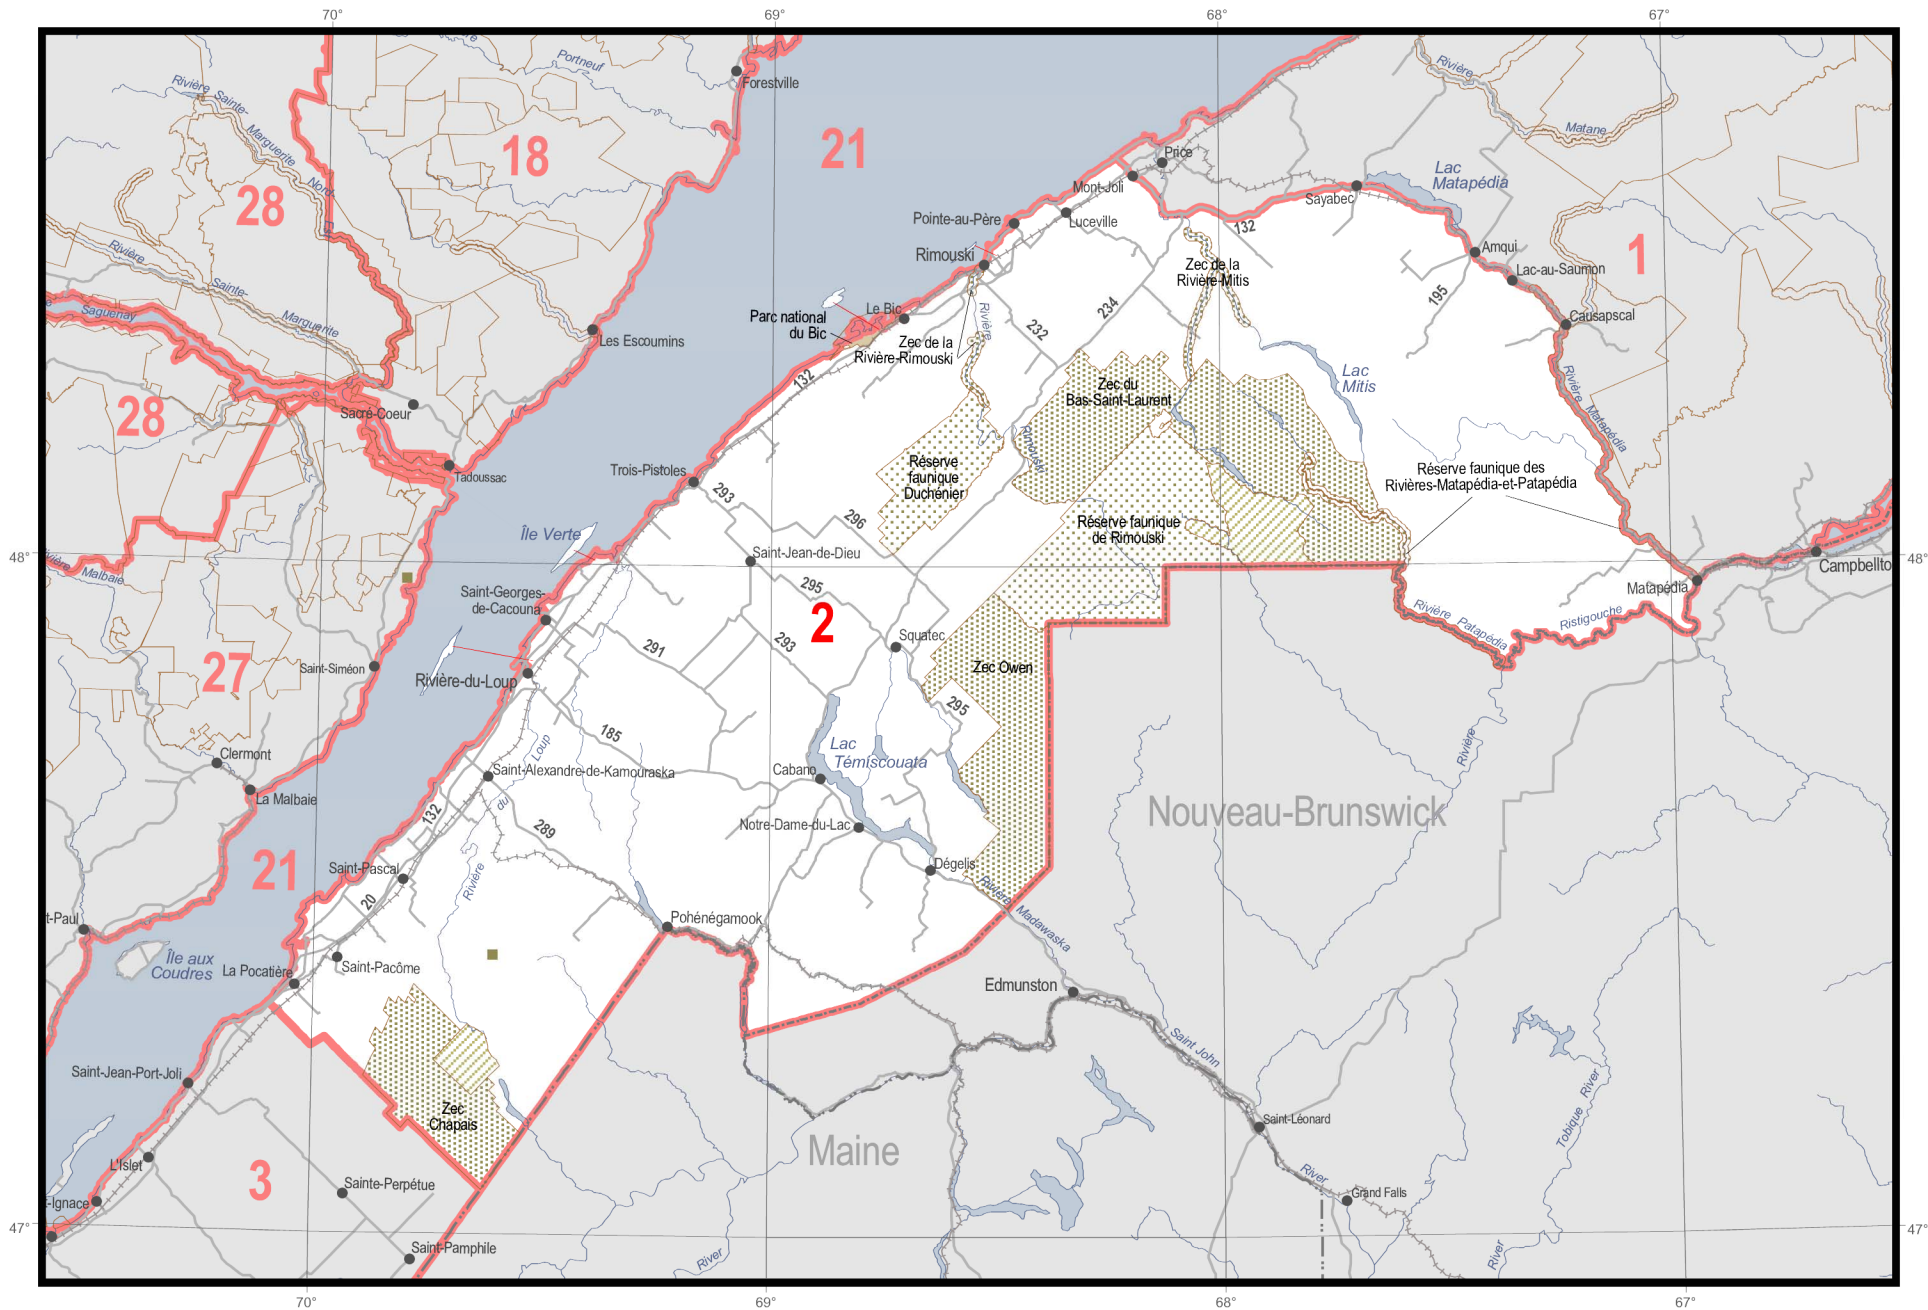 70°
69°
68°
67°
Portneuf
Forestville
Rivière Sainte-
Marguerite
Nord-
Est
18
21
28
Rivière
Matane
Price
Mont-Joli
Luceville
Pointe-au-Père
Rimouski
Sayabec
Lac
Matapédia
132
Amqui
Lac-au-Saumon
1
Causapscal
195
Rivière
Sainte-
Marguerite
Saguenay
Les Escoumins
Zec de la
Rivière-Mitis
234
232
Rivière
Le Bic
Parc national
du Bic
Zec de la
Rivière-Rimouski
132
Lac
Mitis
Rivière Matapédia
28
Sacré-Coeur
Tadoussac
Zec du
Bas-Saint-Laurent
Rimouski
Trois-Pistoles
Réserve
faunique
Duchénier
Réserve faunique des
Rivières-Matapédia-et-Patapédia
293
296
Réserve faunique
de Rimouski
Île Verte
48°
48°
Malbaie
Saint-Jean-de-Dieu
295
Campbellto
Matapédia
Saint-Georges-
de-Cacouna
2
Rivière Patapédia
Ristigouche
Squatec
293
291
Zec Owen
27
Saint-Siméon
Rivière-du-Loup
295
185
Lac
Témiscouata
Rivière
Clermont
La Malbaie
Loup
du
Rivière
Saint-Alexandre-de-Kamouraska
Cabano
Nouveau-Brunswick
132
289
Notre-Dame-du-Lac
Dégelis
21
Saint-Pascal
20
Rivière Madawaska
t-Paul
Pohénégamook
Île aux
Coudres
La Pocatière
Saint-Pacôme
Edmunston
Saint John
River
Saint-Jean-Port-Joli
Zec
Chapais
Saint-Léonard
Tobique River
Maine
L'Islet
3
Sainte-Perpétue
t-Ignace
Grand Falls
47°
47°
Saint-Pamphile
River
River
70°
69°
68°
67°